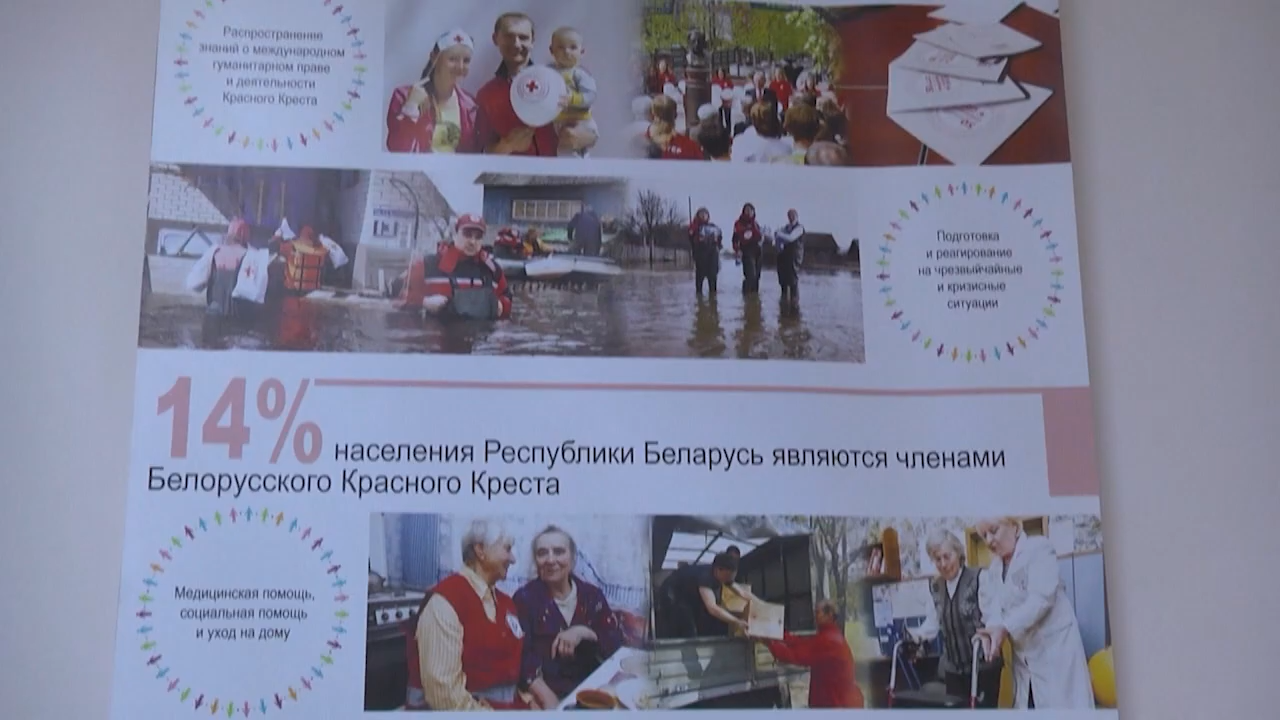 Распространение
знаний о международном
гуманитарном праве
и деятельности
Красного Креста
Подготовка
и реагирование
на чрезвычайные
и кризисные
ситуации
14% населения Республики Беларусь являются членами
Белорусского Красного Креста
Медицинская помощь,
социальная помощь
и уход на дому